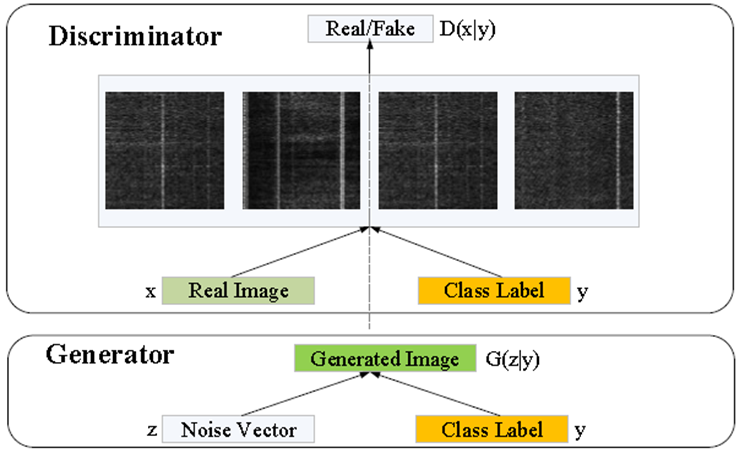 Discriminator
Real/Fake D(x|y)
x Real Image Class Label y
Generator
Generated Image G(z|y)
z Noise Vector Class Label y